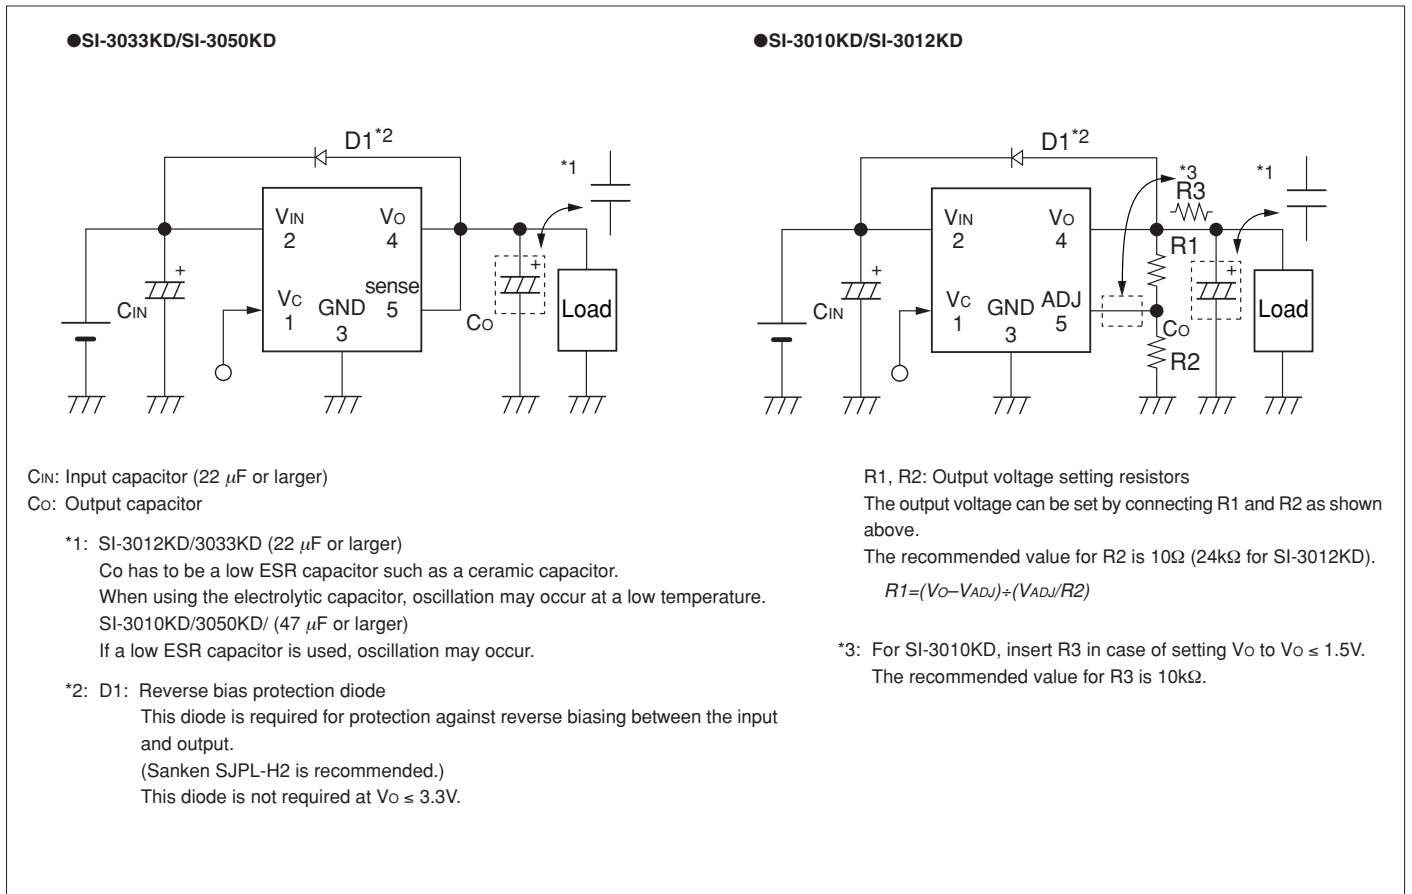 ●SI-3033KD/SI-3050KD
D1*2
*1
VIN
2
VO
4
sense
5
VC
1
GND
3
CIN
+
CO
+
Load
CIN: Input capacitor (22 μF or larger)
CO: Output capacitor
*1: SI-3012KD/3033KD (22 μF or larger)
Co has to be a low ESR capacitor such as a ceramic capacitor.
When using the electrolytic capacitor, oscillation may occur at a low temperature.
SI-3010KD/3050KD/ (47 μF or larger)
If a low ESR capacitor is used, oscillation may occur.
*2: D1: Reverse bias protection diode
This diode is required for protection against reverse biasing between the input
and output.
(Sanken SJPL-H2 is recommended.)
This diode is not required at VO ≤ 3.3V.
●SI-3010KD/SI-3012KD
D1*2
*3
R3
*1
VIN
2
VO
4
R1
VC
1
GND
3
ADJ
5
CIN
+
CO
+
R2
Load
R1, R2: Output voltage setting resistors
The output voltage can be set by connecting R1 and R2 as shown
above.
The recommended value for R2 is 10Ω (24kΩ for SI-3012KD).
R1=(VO–VADJ)÷(VADJ/R2)
*3: For SI-3010KD, insert R3 in case of setting VO to VO ≤ 1.5V.
The recommended value for R3 is 10kΩ.